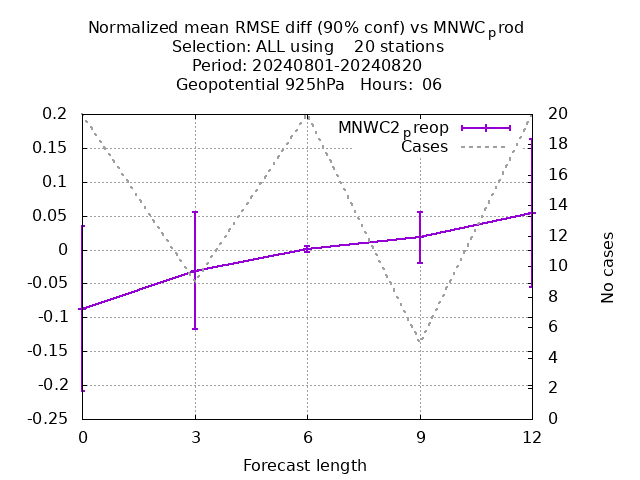 Normalized mean RMSE diff (90% conf) vs MNWCprod
Selection: ALL using    20 stations
Period: 20240801-20240820
Geopotential 925hPa   Hours:  06
MNWC2preop
Cases
0.2
0.15
0.1
0.05
0
-0.05
-0.1
-0.15
-0.2
-0.25
20
18
16
14
12
10
8
6
4
2
0
No cases
0 3 6 9 12
Forecast length